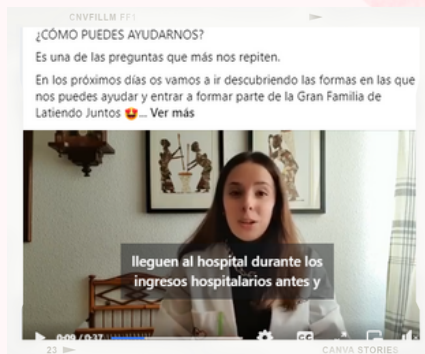 CNVFILLM FF1
¿CÓMO PUEDES AYUDARNOS?
Es una de las preguntas que más nos repiten.
En los próximos días os vamos a ir descubriendo las formas en las que
nos puedes ayudar y entrar a formar parte de la Gran Familia de
Latiendo Juntos 😍... Ver más
lleguen al hospital durante los
ingresos hospitalarios antes y
0:09 / 0:37
23
CANVA STORIES